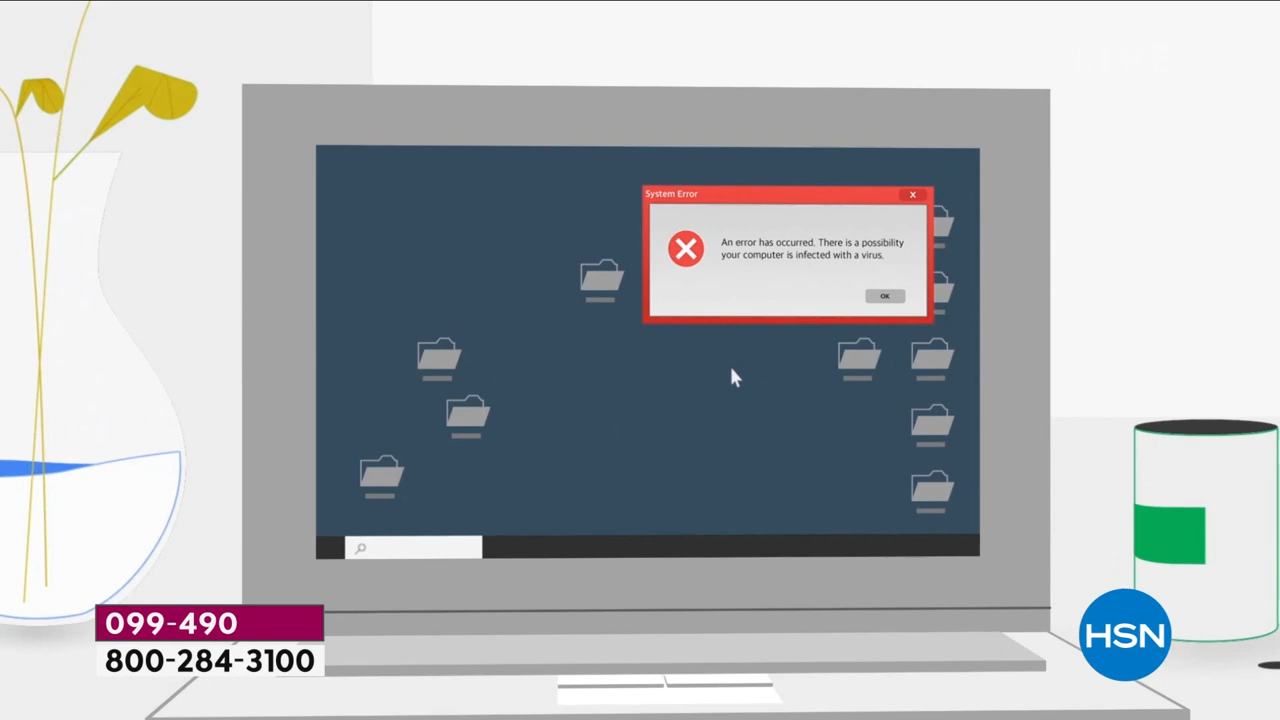 System Error
X
An error has occurred. There is a possibility
your computer is infected with a virus.
OK
099-490
800-284-3100
HSN